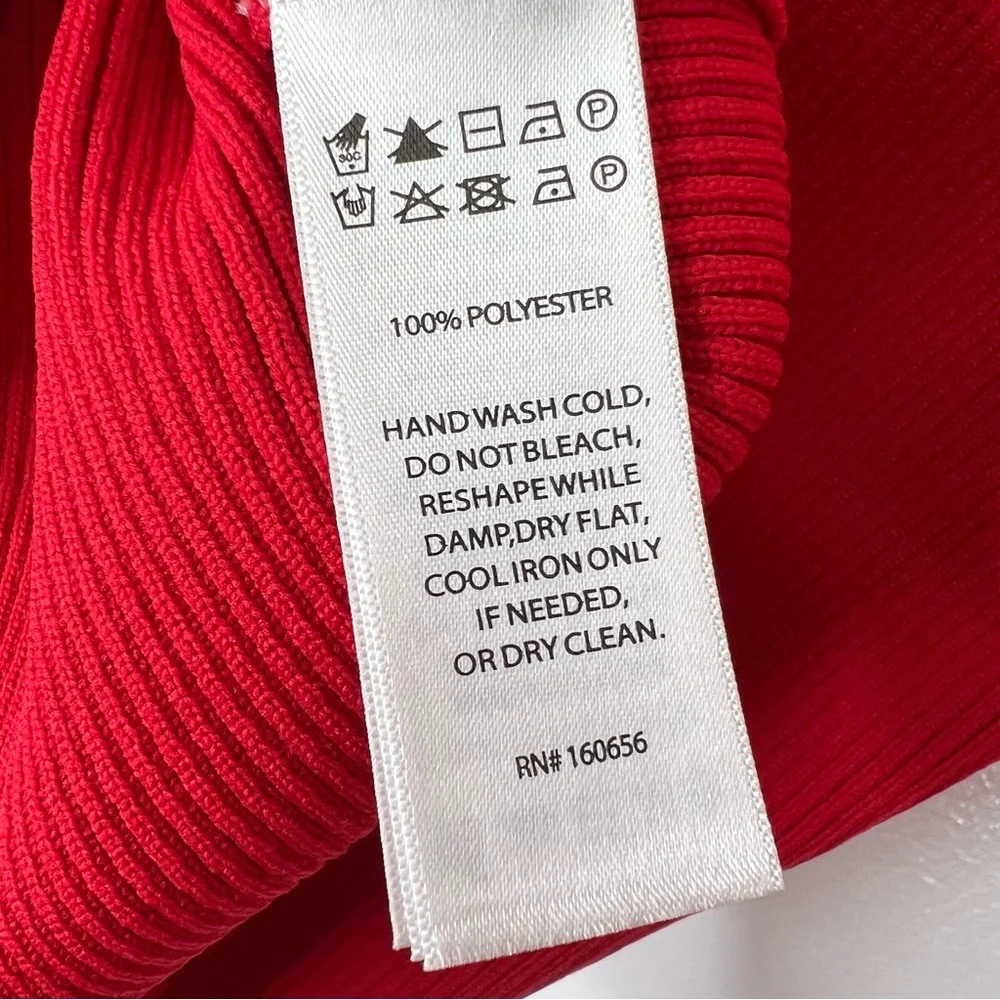 30C P
P
100% POLYESTER
HAND WASH COLD,
DO NOT BLEACH,
RESHAPE WHILE
DAMP,DRY FLAT,
COOL IRON ONLY
IF NEEDED,
OR DRY CLEAN.
RN# 160656